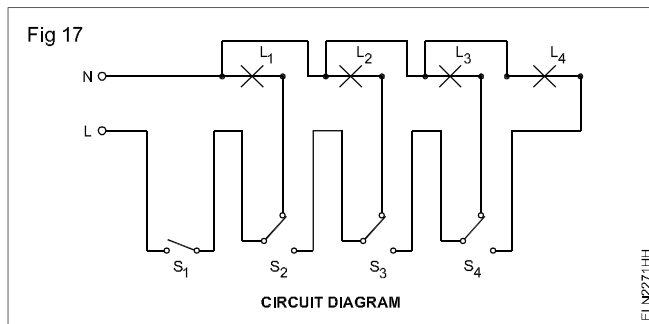 Fig 17
L1 L2 L3 L4
N
L
S1 S2 S3 S4
CIRCUIT DIAGRAM
ELN2271HH